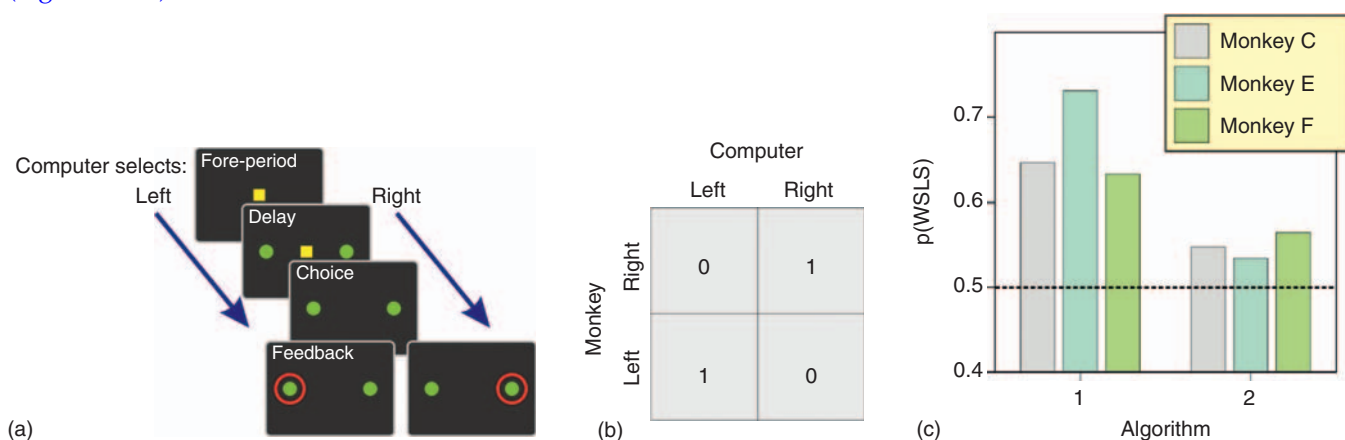 Computer selects:
Fore-period
Left
Right
Delay
Choice
Feedback
(a)
Computer
Left Right
Monkey
Right
0 1
Left
1 0
(b)
Monkey C
Monkey E
Monkey F
p(WSLS)
0.7
0.6
0.5
0.4
1 2
Algorithm
(c)